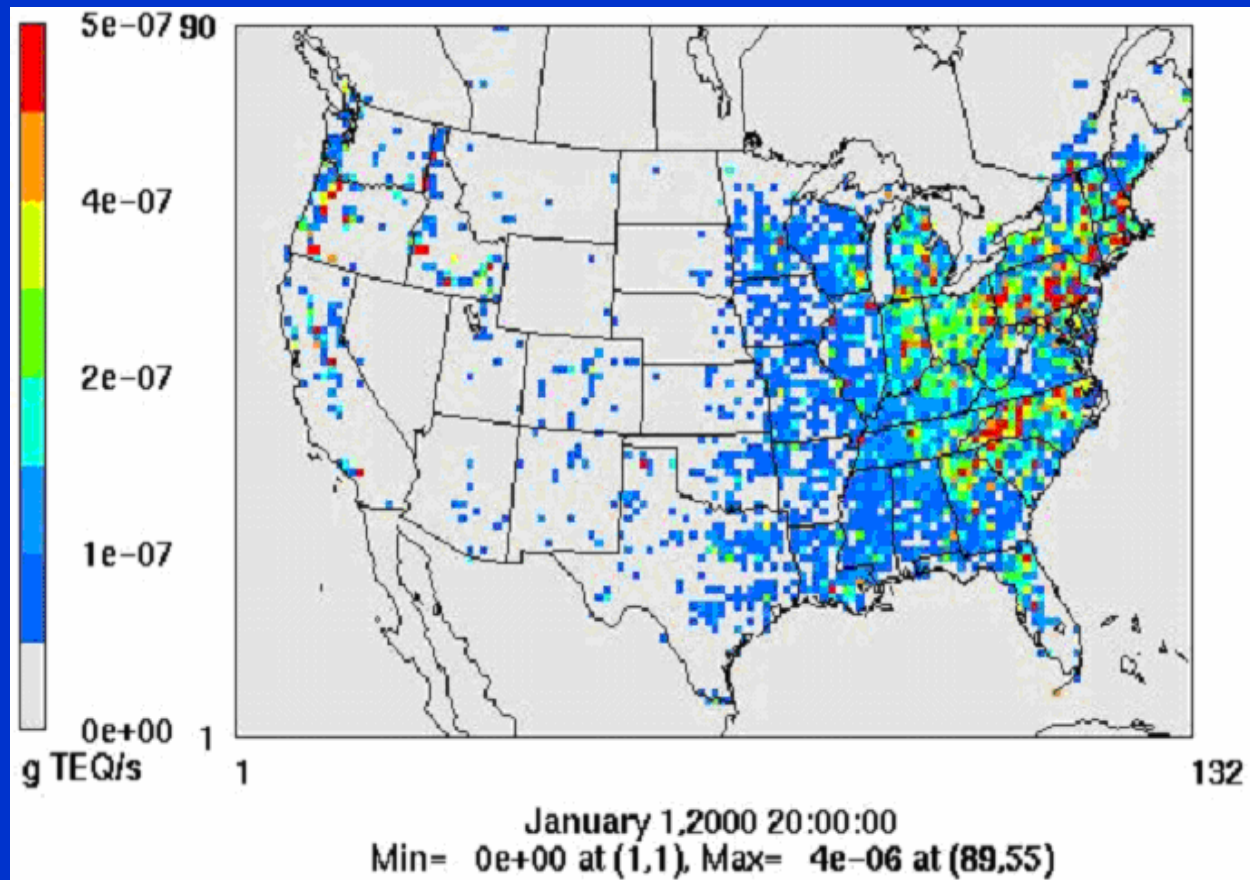 5e-07
4e-07
2e-07
1e-07
0e+00
g TEQ/s
90
1
1
132
January 1,2000 20:00:00
Min= 0e+00 at (1,1), Max= 4e-06 at (89,55)